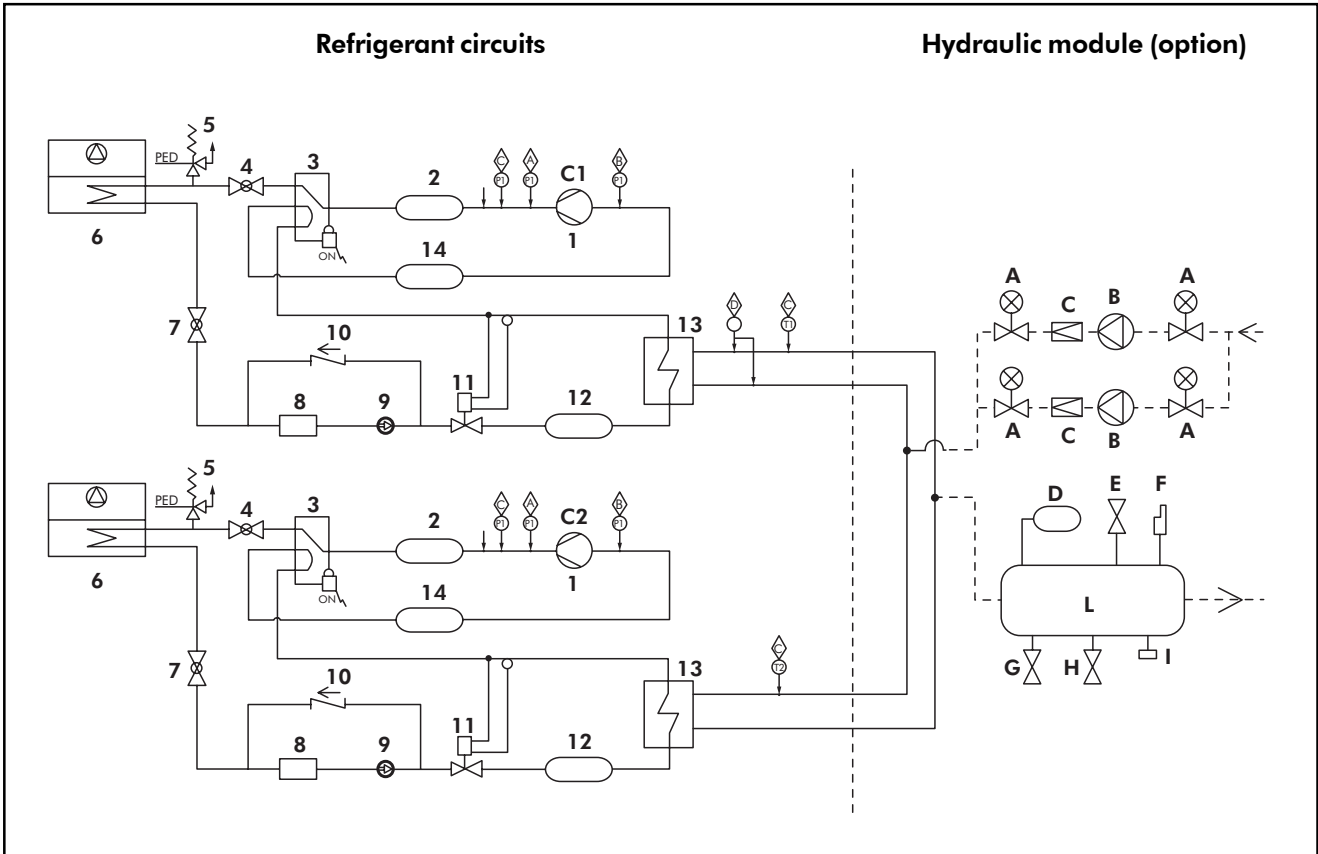 Refrigerant circuits
Hydraulic module (option)
5
PED
4
3
ON
2
C
P1
A
P1
C1
1
B
P1
6
14
7
10
8
9
11
12
13
D
C
T1
5
PED
4
3
ON
2
C
P1
A
P1
C2
1
B
P1
6
14
7
10
8
9
11
12
13
C
T2
A
C
B
A
A
C
B
A
D
E
F
L
G
H
I